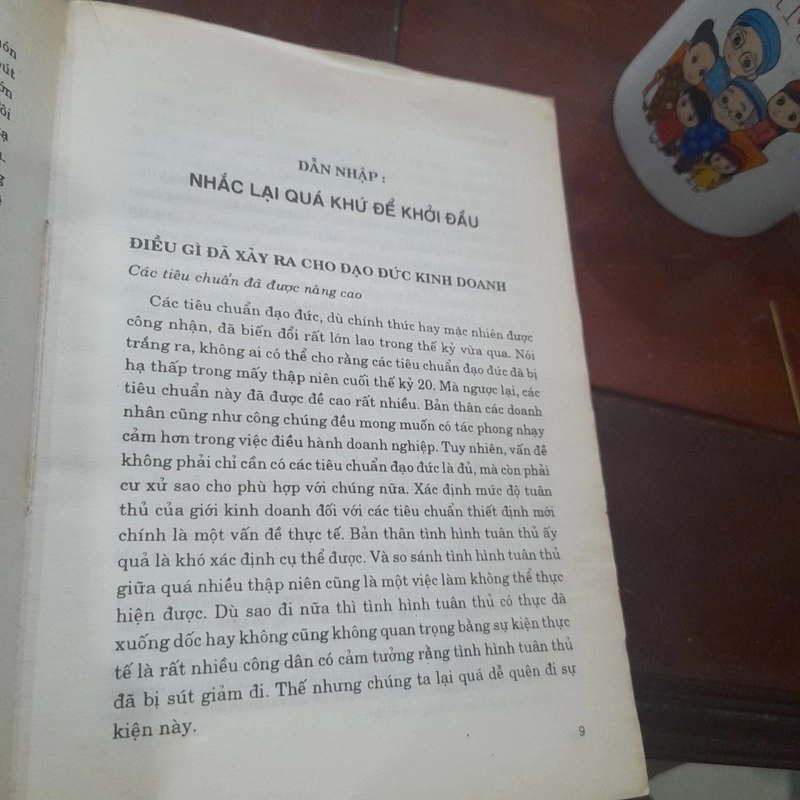 DẪN NHẬP :
NHẮC LẠI QUÁ KHỨ ĐỂ KHỞI ĐẦU
ĐIỀU GÌ ĐÃ XẢY RA CHO ĐẠO ĐỨC KINH DOANH
Các tiêu chuẩn đã được nâng cao
Các tiêu chuẩn đạo đức, dù chính thức hay mặc nhiên được
công nhận, đã biến đổi rất lớn lao trong thế kỷ vừa qua. Nói
trắng ra, không ai có thể cho rằng các tiêu chuẩn đạo đức đã bị
hạ thấp trong mấy thập niên cuối thế kỷ 20. Mà ngược lại, các
tiêu chuẩn này đã được đề cao rất nhiều. Bản thân các doanh
nhân cũng như công chúng đều mong muốn có tác phong nhạy
cảm hơn trong việc điều hành doanh nghiệp. Tuy nhiên, vấn đề
không phải chỉ cần có các tiêu chuẩn đạo đức là đủ, mà còn phải
cư xử sao cho phù hợp với chúng nữa. Xác định mức độ tuân
thủ của giới kinh doanh đối với các tiêu chuẩn thiết định mới
chính là một vấn đề thực tế. Bản thân tình hình tuân thủ ấy
quả là khó xác định cụ thể được. Và so sánh tình hình tuân thủ
giữa quá nhiều thập niên cũng là một việc làm không thể thực
hiện được. Dù sao đi nữa thì tình hình tuân thủ có thực đã
xuống dốc hay không cũng không quan trọng bằng sự kiện thực
tế là rất nhiều công dân có cảm tưởng rằng tình hình tuân thủ
đã bị sút giảm đi. Thế nhưng chúng ta lại quá dễ quên đi sự
kiện này.
9